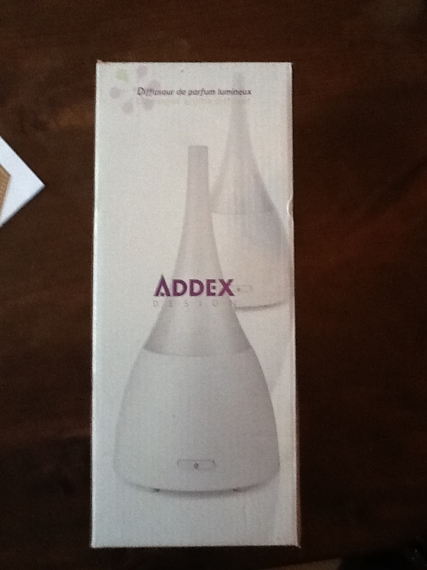 Diffuseur de parfum lumineux
ADDEX
DESIGN